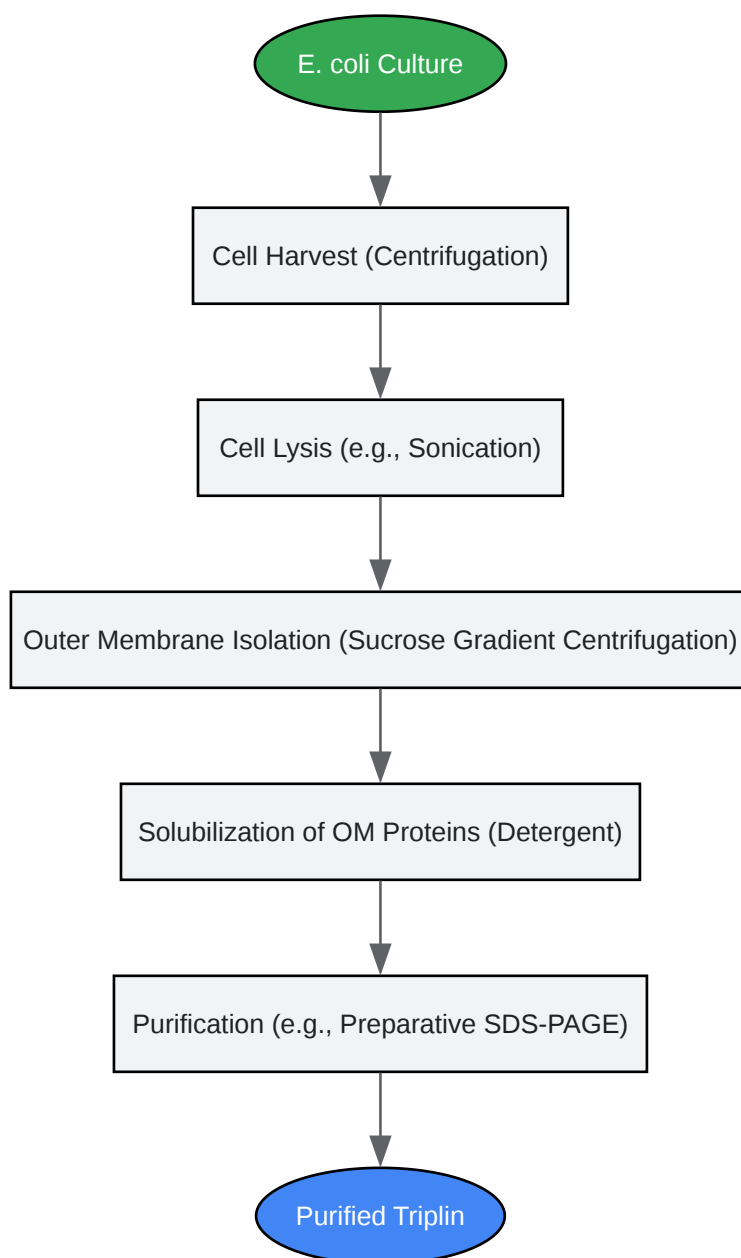 E. coli Culture
Cell Harvest (Centrifugation)
Cell Lysis (e.g., Sonication)
Outer Membrane Isolation (Sucrose Gradient Centrifugation)
Solubilization of OM Proteins (Detergent)
Purification (e.g., Preparative SDS-PAGE)
Purified Triplin